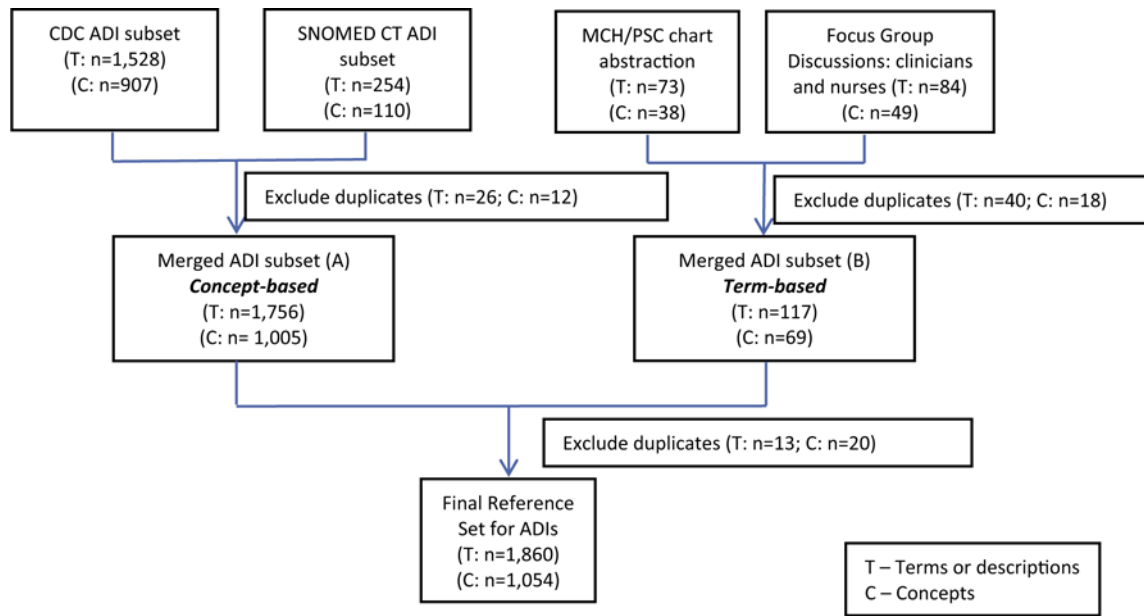 CDC ADI subset
(T: n=1,528)
(C: n=907)
SNOMED CT ADI
subset
(T: n=254)
(C: n=110)
MCH/PSC chart
abstraction
(T: n=73)
(C: n=38)
Focus Group
Discussions: clinicians
and nurses (T: n=84)
(C: n=49)
Exclude duplicates (T: n=26; C: n=12)
Exclude duplicates (T: n=40; C: n=18)
Merged ADI subset (A)
Concept-based
(T: n=1,756)
(C: n= 1,005)
Merged ADI subset (B)
Term-based
(T: n=117)
(C: n=69)
Exclude duplicates (T: n=13; C: n=20)
Final Reference
Set for ADIs
(T: n=1,860)
(C: n=1,054)
T – Terms or descriptions
C – Concepts